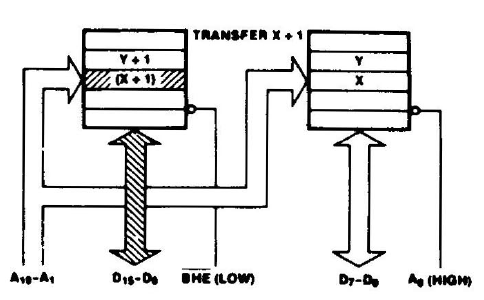 TRANSFER X + 1
Y + 1
(X + 1)
Y
X
A19-A1
D15-D8
BHE (LOW)
D7-D0
A0 (HIGH)